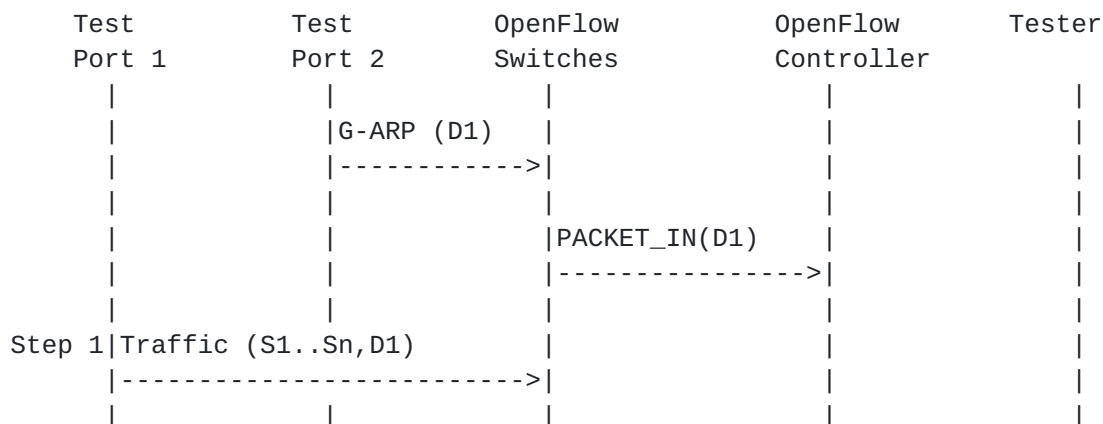 Test Test OpenFlow OpenFlow Tester
Port 1 Port 2 Switches Controller
G-ARP (D1)
PACKET_IN(D1)
Step 1 Traffic (S1..Sn,D1)